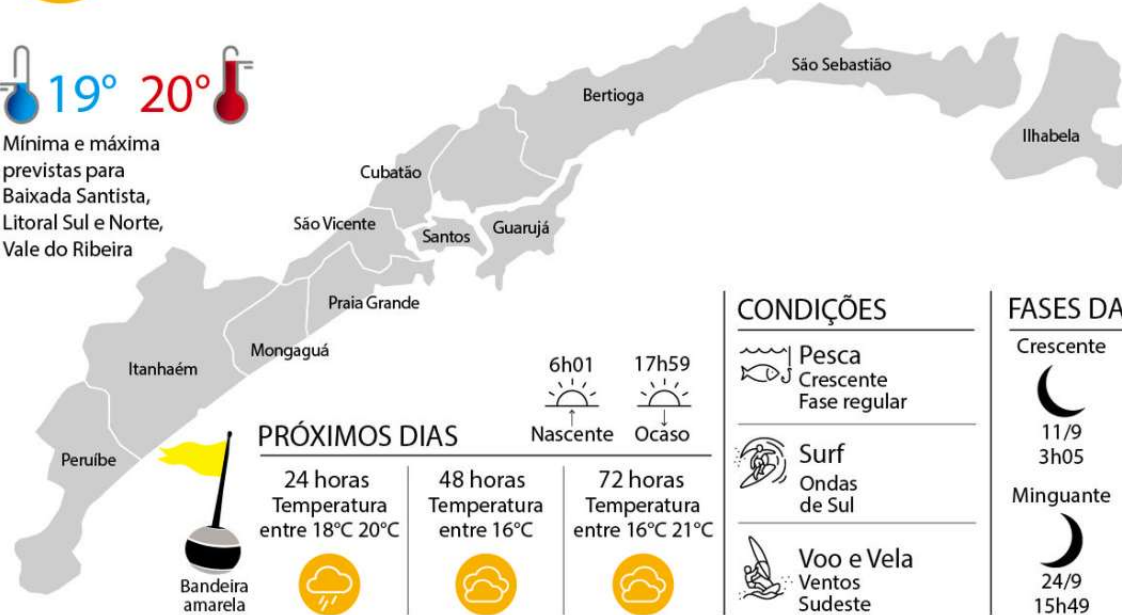 19° 20°
Mínima e máxima
previstas para
Baixada Santista,
Litoral Sul e Norte,
Vale do Ribeira
São Sebastião
Bertioga
Ilhabela
Cubatão
São Vicente
Santos
Guarujá
Praia Grande
Mongaguá
Itanhaém
Peruíbe
Bandeira
amarela
6h01
Nascente
17h59
Ocaso
PRÓXIMOS DIAS
24 horas
Temperatura
entre 18°C 20°C
48 horas
Temperatura
entre 16°C
72 horas
Temperatura
entre 16°C 21°C
CONDIÇÕES
Pesca
Crescente
Fase regular
Surf
Ondas
de Sul
Voo e Vela
Ventos
Sudeste
FASES DA
Crescente
11/9
3h05
Minguante
24/9
15h49